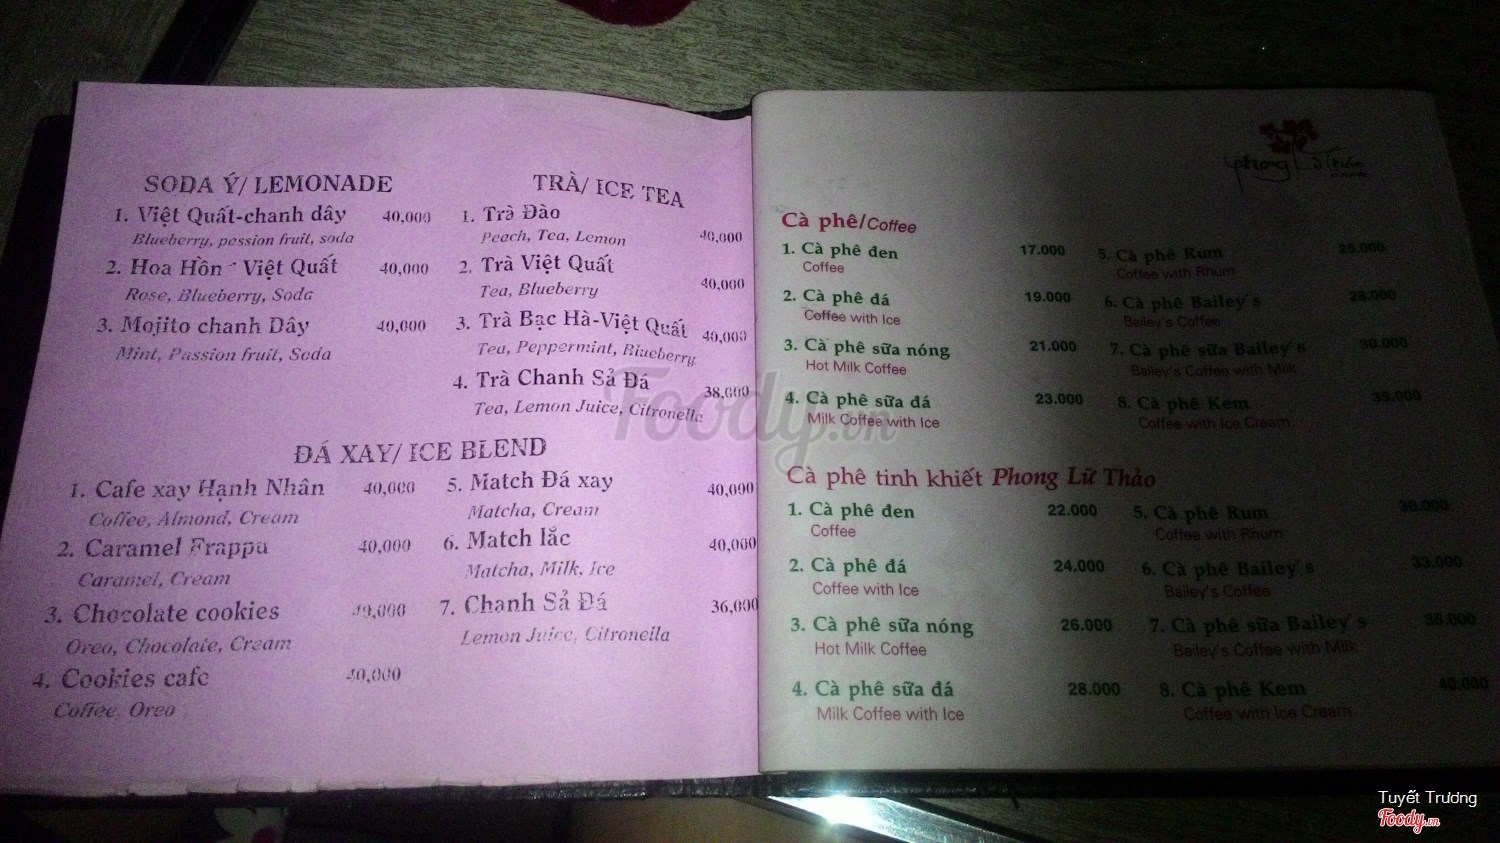 SODA Ý/ LEMONADE
1. Việt Quất-chanh dây 40,000
Blueberry, passion fruit, soda
2. Hoa Hồn - Việt Quất 40,000
Rose, Blueberry, Soda
3. Mojito chanh Dây 40,000
Mint, Passion fruit, Soda
TRÀ/ ICE TEA
1. Trà Đào 40,000
Peach, Tea, Lemon
2. Trà Việt Quất 40,000
Tea, Blueberry
3. Trà Bạc Hà-Việt Quất 40,000
Tea, Peppermint, Blueberry
4. Trà Chanh Sả Đá 38,000
Tea, Lemon Juice, Citronella
ĐÁ XAY/ ICE BLEND
1. Cafe xay Hạnh Nhân 40,000
Coffee, Almond, Cream
2. Caramel Frappu 40,000
Caramel, Cream
3. Chocolate cookies 40,000
Oreo, Chocolate, Cream
4. Cookies cafe 40,000
Coffee, Oreo
5. Match Đá xay 40,000
Matcha, Cream
6. Match lắc 40,000
Matcha, Milk, Ice
7. Chanh Sả Đá 36,000
Lemon Juice, Citronella
Phong Lữ Thảo
Cà phê/Coffee
1. Cà phê đen 17.000
Coffee
2. Cà phê đá 19.000
Coffee with Ice
3. Cà phê sữa nóng 21.000
Hot Milk Coffee
4. Cà phê sữa đá 23.000
Milk Coffee with Ice
5. Cà phê Rum 25.000
Coffee with Rhum
6. Cà phê Bailey's 28.000
Bailey's Coffee
7. Cà phê sữa Bailey's 30.000
Bailey's Coffee with Milk
8. Cà phê Kem 35.000
Coffee with Ice Cream
Cà phê tinh khiết Phong Lữ Thảo
1. Cà phê đen 22.000
Coffee
2. Cà phê đá 24.000
Coffee with Ice
3. Cà phê sữa nóng 26.000
Hot Milk Coffee
4. Cà phê sữa đá 28.000
Milk Coffee with Ice
5. Cà phê Rum 30.000
Coffee with Rhum
6. Cà phê Bailey's 33.000
Bailey's Coffee
7. Cà phê sữa Bailey's 35.000
Bailey's Coffee with Milk
8. Cà phê Kem 40.000
Coffee with Ice Cream
Foody.vn
Tuyết Trương
Foody.vn